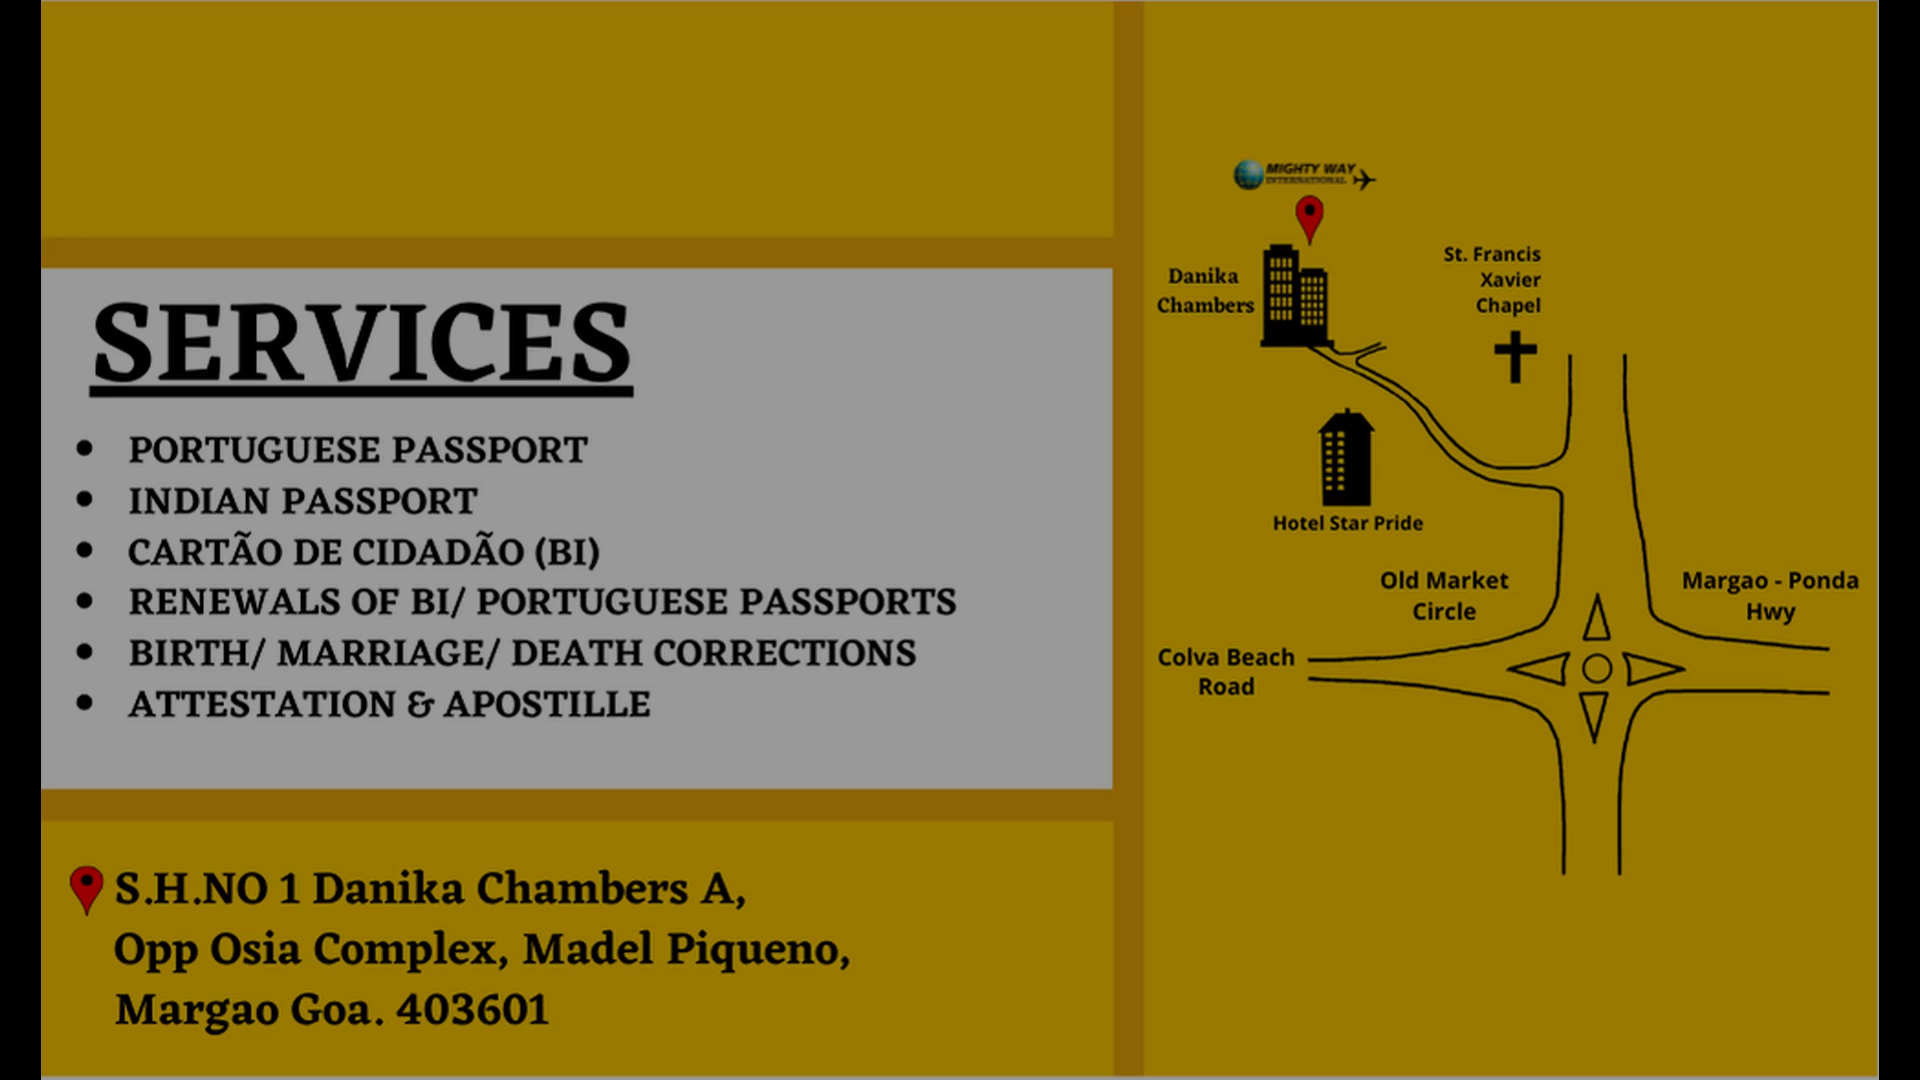 SERVICES
• PORTUGUESE PASSPORT
• INDIAN PASSPORT
• CARTÃO DE CIDADÃO (BI)
• RENEWALS OF BI/ PORTUGUESE PASSPORTS
• BIRTH/ MARRIAGE/ DEATH CORRECTIONS
• ATTESTATION & APOSTILLE
S.H.NO 1 Danika Chambers A,
Opp Osia Complex, Madel Piqueno,
Margao Goa. 403601
MIGHTY WAY
INTERNATIONAL
Danika
Chambers
St. Francis
Xavier
Chapel
Hotel Star Pride
Old Market
Circle
Margao - Ponda
Hwy
Colva Beach
Road